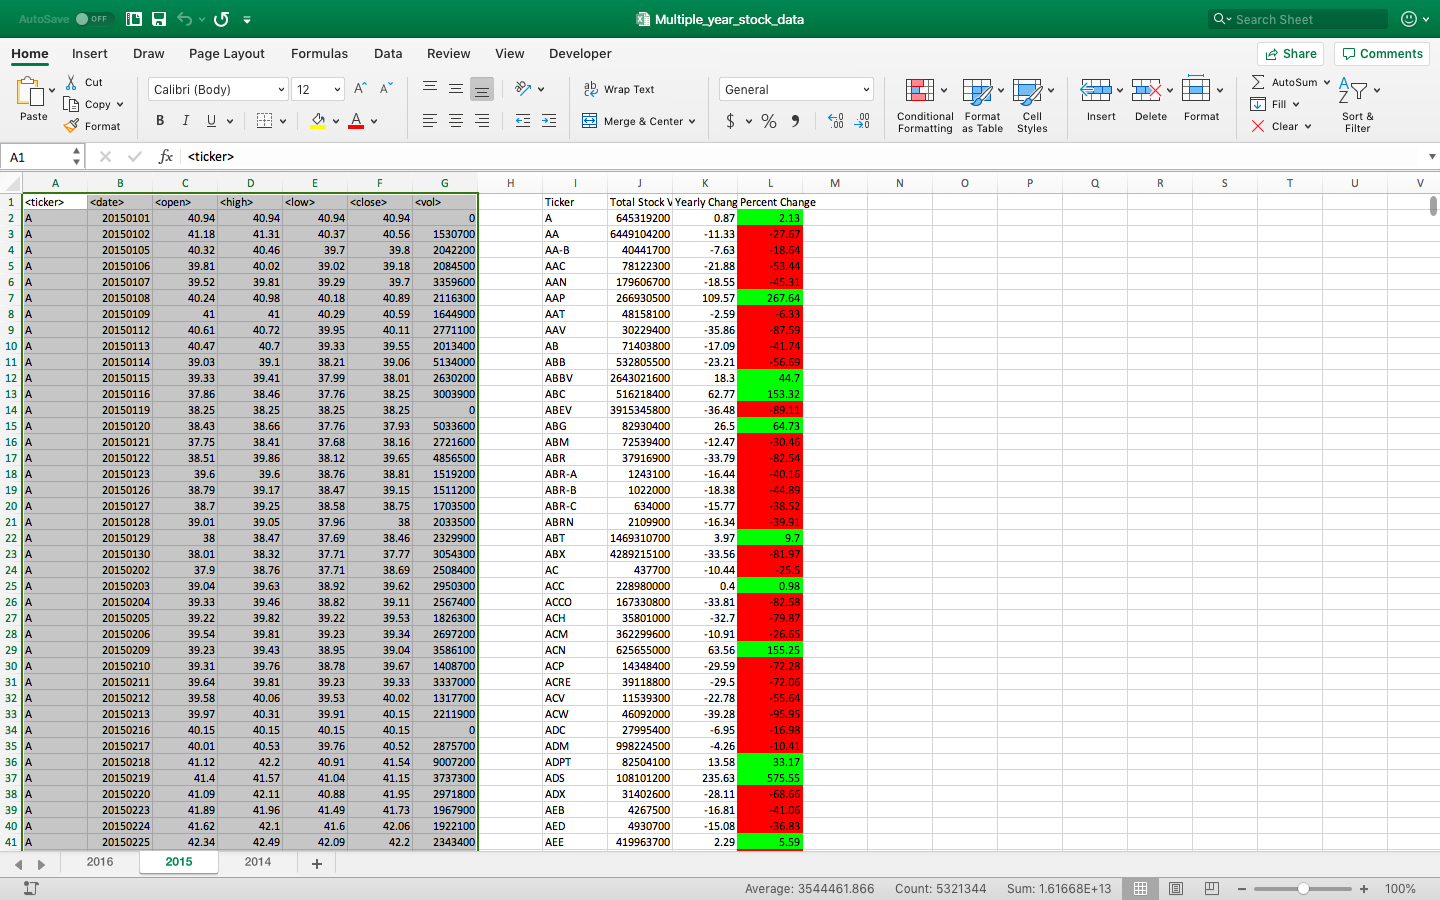 AutoSave OFF Multiple_year_stock_data Search Sheet
Home Insert Draw Page Layout Formulas Data Review View Developer Share Comments
Paste Cut Copy Format
Calibri (Body) 12 A A Wrap Text General AutoSum
B I U A Merge & Center $ % Conditional Formatting Format as Table Cell Styles Insert Delete Format Fill Clear Sort & Filter
A1 fx <ticker>
A B C D E F G H I J K L M N O P Q R S T U V
1 <ticker> <date> <open> <high> <low> <close> <vol> Ticker Total Stock V Yearly Chang Percent Change
2 A 20150101 40.94 40.94 40.94 40.94 0 A 645319200 0.87 2.13
3 A 20150102 41.18 41.31 40.37 40.56 1530700 AA 6449104200 -11.33 -27.67
4 A 20150105 40.32 40.46 39.7 39.8 2042200 AA-B 40441700 -7.63 -18.64
5 A 20150106 39.81 40.02 39.02 39.18 2084500 AAC 78122300 -21.88 -53.44
6 A 20150107 39.52 39.81 39.29 39.7 3359600 AAN 179606700 -18.55 -45.31
7 A 20150108 40.24 40.98 40.18 40.89 2116300 AAP 266930500 109.57 267.64
8 A 20150109 41 41 40.29 40.59 1644900 AAT 48158100 -2.59 -6.33
9 A 20150112 40.61 40.72 39.95 40.11 2771100 AAV 30229400 -35.86 -87.59
10 A 20150113 40.47 40.7 39.33 39.55 2013400 AB 71403800 -17.09 -41.74
11 A 20150114 39.03 39.1 38.21 39.06 5134000 ABB 532805500 -23.21 -56.69
12 A 20150115 39.33 39.41 37.99 38.01 2630200 ABBV 2643021600 18.3 44.7
13 A 20150116 37.86 38.46 37.76 38.25 3003900 ABC 516218400 62.77 153.32
14 A 20150119 38.25 38.25 38.25 38.25 0 ABEV 3915345800 -36.48 -89.11
15 A 20150120 38.43 38.66 37.76 37.93 5033600 ABG 82930400 26.5 64.73
16 A 20150121 37.75 38.41 37.68 38.16 2721600 ABM 72539400 -12.47 -30.46
17 A 20150122 38.51 39.86 38.12 39.65 4856500 ABR 37916900 -33.79 -82.54
18 A 20150123 39.6 39.6 38.76 38.81 1519200 ABR-A 1243100 -16.44 -40.16
19 A 20150126 38.79 39.17 38.47 39.15 1511200 ABR-B 1022000 -18.38 -44.89
20 A 20150127 38.7 39.25 38.58 38.75 1703500 ABR-C 634000 -15.77 -38.52
21 A 20150128 39.01 39.05 37.96 38 2033500 ABRN 2109900 -16.34 -39.91
22 A 20150129 38 38.47 37.69 38.46 2329900 ABT 1469310700 3.97 9.7
23 A 20150130 38.01 38.32 37.71 37.77 3054300 ABX 4289215100 -33.56 -81.97
24 A 20150202 37.9 38.76 37.71 38.69 2508400 AC 437700 -10.44 -25.5
25 A 20150203 39.04 39.63 38.92 39.62 2950300 ACC 228980000 0.4 0.98
26 A 20150204 39.33 39.46 38.82 39.11 2567400 ACCO 167330800 -33.81 -82.58
27 A 20150205 39.22 39.82 39.22 39.53 1826300 ACH 35801000 -32.7 -79.87
28 A 20150206 39.54 39.81 39.23 39.34 2697200 ACM 362299600 -10.91 -26.65
29 A 20150209 39.23 39.43 38.95 39.04 3586100 ACN 625655000 63.56 155.25
30 A 20150210 39.31 39.76 38.78 39.67 1408700 ACP 14348400 -29.59 -72.28
31 A 20150211 39.64 39.81 39.23 39.33 3337000 ACRE 39118800 -29.5 -72.06
32 A 20150212 39.58 40.06 39.53 40.02 1317700 ACV 11539300 -22.78 -55.64
33 A 20150213 39.97 40.31 39.91 40.15 2211900 ACW 46092000 -39.28 -95.95
34 A 20150216 40.15 40.15 40.15 40.15 0 ADC 27995400 -6.95 -16.98
35 A 20150217 40.01 40.53 39.76 40.52 2875700 ADM 998224500 -4.26 -10.41
36 A 20150218 41.12 42.2 40.91 41.54 9007200 ADPT 82504100 13.58 33.17
37 A 20150219 41.4 41.57 41.04 41.15 3737300 ADS 108101200 235.63 575.55
38 A 20150220 41.09 42.11 40.88 41.95 2971800 ADX 31402600 -28.11 -68.66
39 A 20150223 41.89 41.96 41.49 41.73 1967900 AEB 4267500 -16.81 -41.06
40 A 20150224 41.62 42.1 41.6 42.06 1922100 AED 4930700 -15.08 -36.83
41 A 20150225 42.34 42.49 42.09 42.2 2343400 AEE 419963700 2.29 5.59
2016 2015 2014 +
Average: 3544461.866 Count: 5321344 Sum: 1.61668E+13 100%